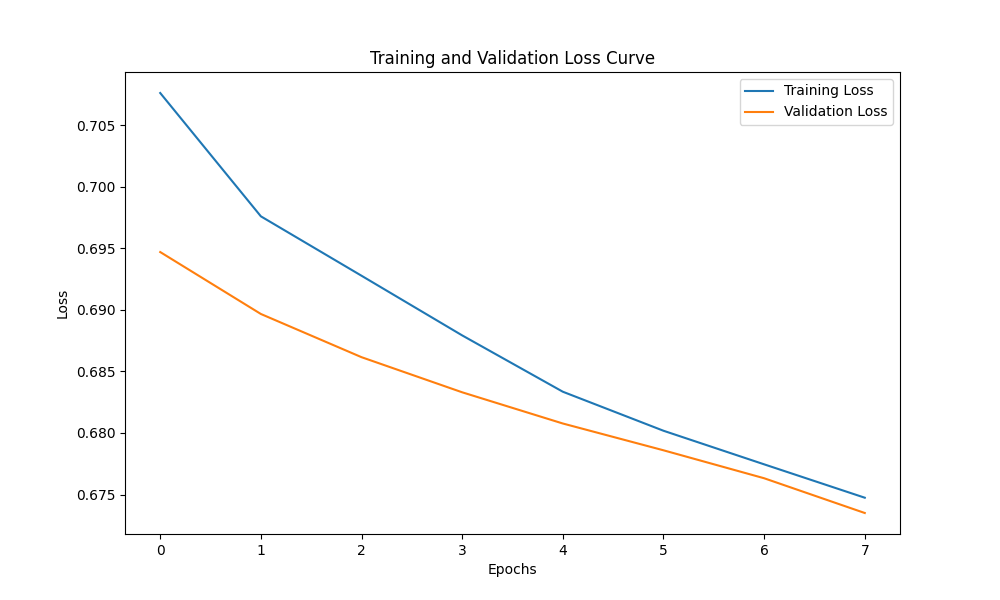 Training and Validation Loss Curve
Training Loss
Validation Loss
0.705
0.700
0.695
0.690
0.685
0.680
0.675
Loss
0 1 2 3 4 5 6 7
Epochs